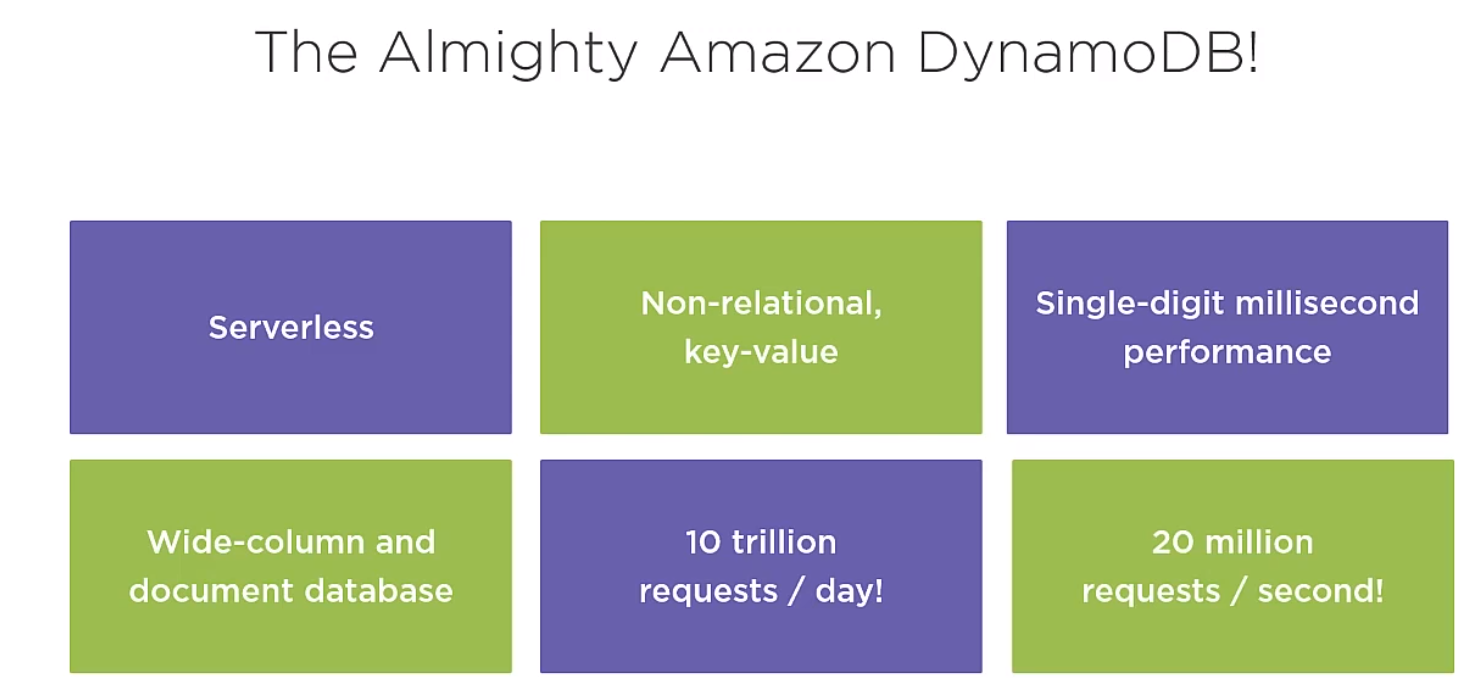 The Almighty Amazon DynamoDB!
Serverless
Non-relational,
key-value
Single-digit millisecond
performance
Wide-column and
document database
10 trillion
requests / day!
20 million
requests / second!